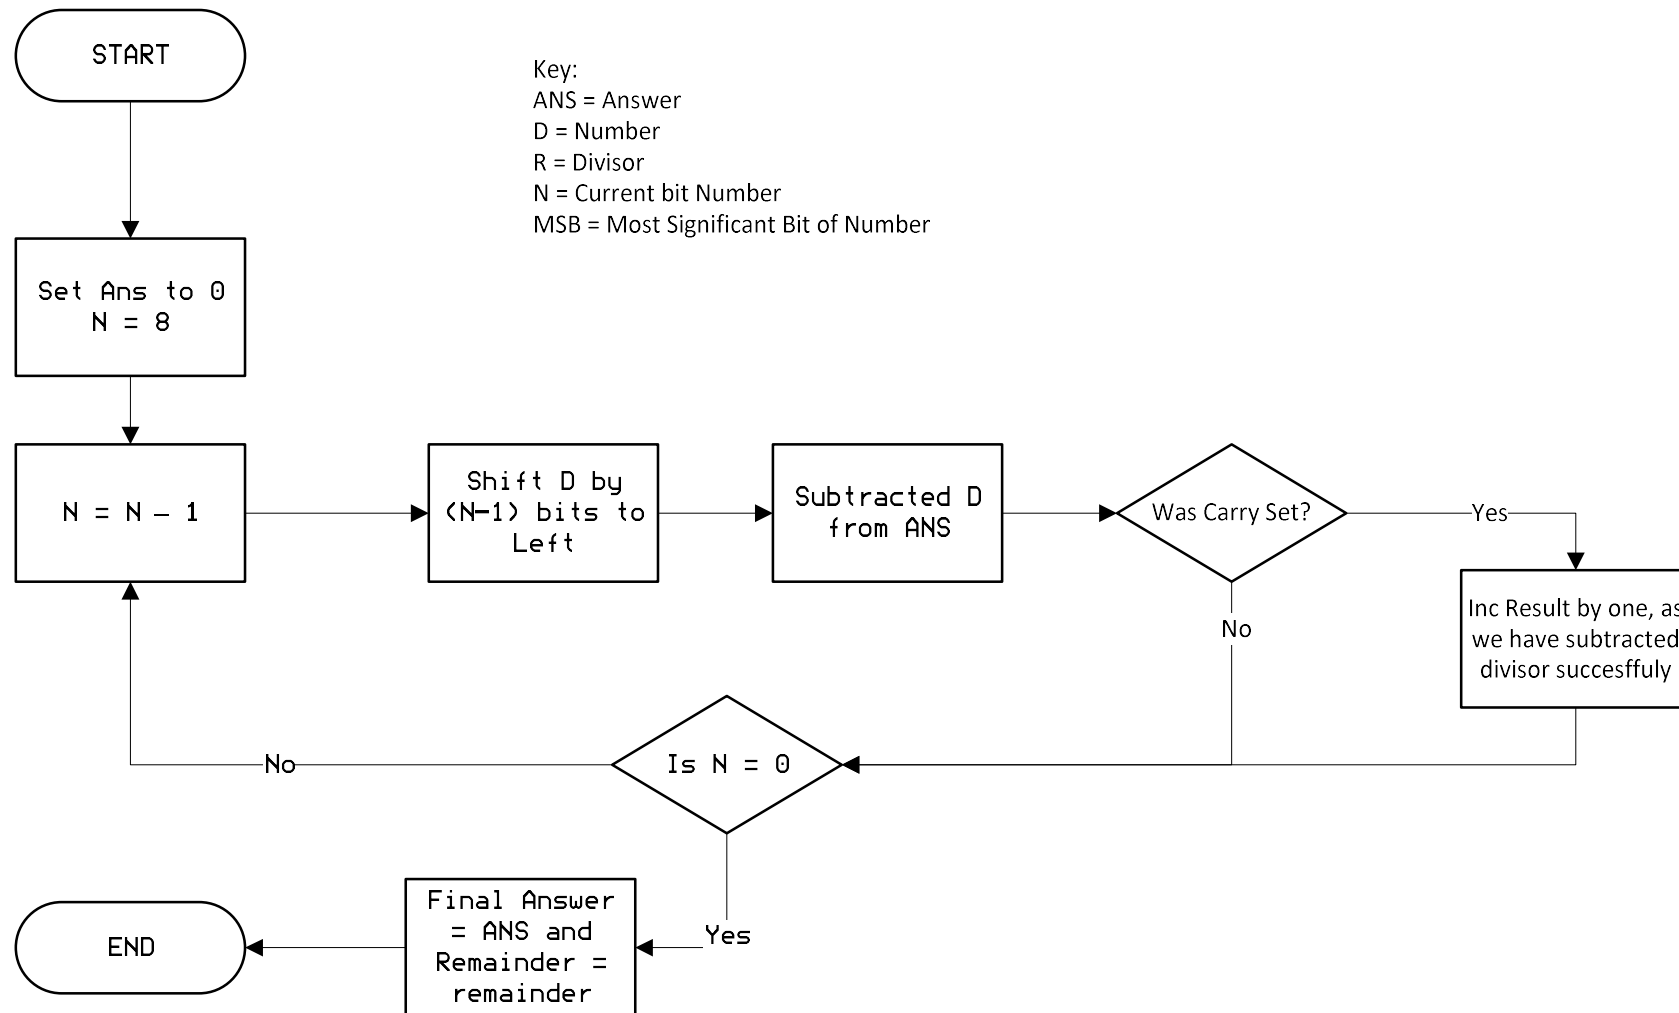 START
Key:
ANS = Answer
D = Number
R = Divisor
N = Current bit Number
MSB = Most Significant Bit of Number
Set Ans to 0
N = 8
N = N - 1
Shift D by
(N-1) bits to
Left
Subtracted D
from ANS
Was Carry Set?
Yes
Inc Result by one, as
we have subtracted
divisor succesffuly
No
Is N = 0
No
Yes
Final Answer
= ANS and
Remainder =
remainder
END